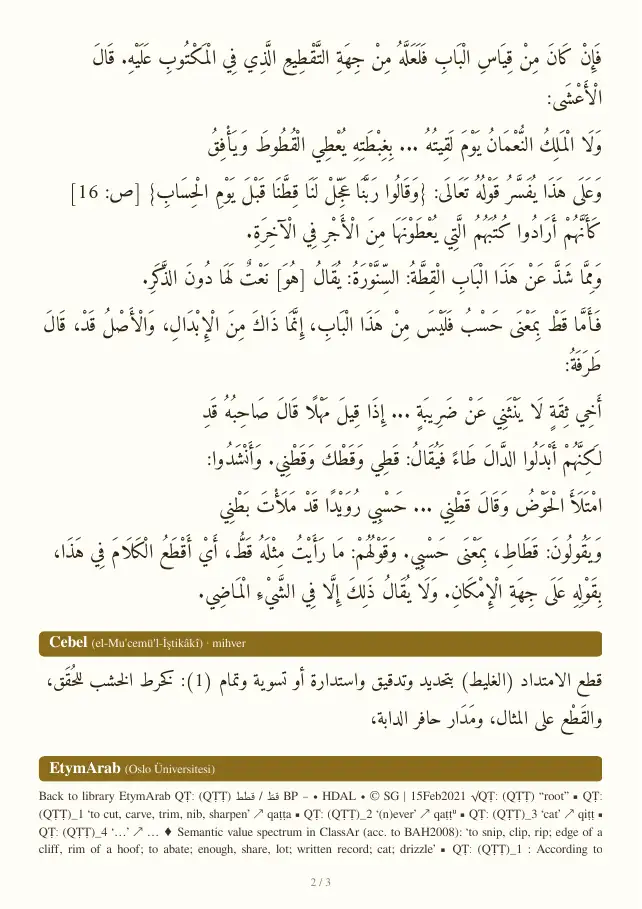 فَإِنْ كَانَ مِنْ قِيَاسِ الْبَابِ فَلَعَلَّهُ مِنْ جِهَةِ التَّقْطِيعِ الَّذِي فِي الْمَكْتُوبِ عَلَيْهِ. قَالَ
الْأَعْشَى:
وَلَا الْمَلِكُ النُّعْمَانُ يَوْمَ لَقِيتُهُ ... بِغِبْطَتِهِ يُعْطِي الْقُطُوطَ وَيَأْفِقُ
وَعَلَى هَذَا يُفَسَّرُ قَوْلُهُ تَعَالَى: {وَقَالُوا رَبَّنَا عَجِّلْ لَنَا قِطَّنَا قَبْلَ يَوْمِ الْحِسَابِ} [ص: 16]
كَأَنَّهُمْ أَرَادُوا كُتُبَهُمُ الَّتِي يُعْطَوْنَهَا مِنَ الْأَجْرِ فِي الْآخِرَةِ.
وَمِمَّا شَذَّ عَنْ هَذَا الْبَابِ الْقِطَّةُ: السِّنَّوْرَةُ: يُقَالُ [هُوَ] نَعْتٌ لَهَا دُونَ الذَّكَرِ.
فَأَمَّا قَطْ بِمَعْنَى حَسْبُ فَلَيْسَ مِنْ هَذَا الْبَابِ، إِنَّمَا ذَاكَ مِنَ الْإِبْدَالِ، وَالْأَصْلُ قَدْ، قَالَ
طَرَفَةُ:
أَخِي ثِقَةٍ لَا يَنْثَنِي عَنْ ضَرِيبَةٍ ... إِذَا قِيلَ مَهْلًا قَالَ صَاحِبُهُ قَدِ
لَكِنَّهُمْ أَبْدَلُوا الدَّالَ طَاءً فَيُقَالُ: قَطِي وَقَطْكَ وَقَطْنِي. وَأَنْشَدُوا:
امْتَلَأَ الْحَوْضُ وَقَالَ قَطْنِي ... حَسْبِي رُوَيْدًا قَدْ مَلَأْتَ بَطْنِي
وَيَقُولُونَ: قَطَاطِ، بِمَعْنَى حَسْبِي. وَقَوْلُهُمْ: مَا رَأَيْتُ مِثْلَهُ قَطُّ، أَيْ أَقْطَعُ الْكَلَامَ فِي هَذَا،
بِقَوْلِهِ عَلَى جِهَةِ الْإِمْكَانِ. وَلَا يُقَالُ ذَلِكَ إِلَّا فِي الشَّيْءِ الْمَاضِي.
Cebel (el-Mu'cemü'l-İştikâkî) · mihver
قطع الامتداد (الغليط) بتحديد وتدقيق واستدارة أو تسوية وتمام (1): كخرط الخشب للحُقَق،
والقَطْع على المثال، ومَدَار حافر الدابة،
EtymArab (Oslo Üniversitesi)
Back to library EtymArab QṬ: (QṬṬ) قطّ / قطط BP – • HDAL • © SG | 15Feb2021 √QṬ: (QṬṬ) “root” ▪ QṬ:
(QṬṬ)_1 ‘to cut, carve, trim, nib, sharpen’ ↗ qaṭṭa ▪ QṬ: (QṬṬ)_2 ‘(n)ever’ ↗ qaṭṭᵘ ▪ QṬ: (QṬṬ)_3 ‘cat’ ↗ qiṭṭ ▪
QṬ: (QṬṬ)_4 ‘…’ ↗ … ♦ Semantic value spectrum in ClassAr (acc. to BAH2008): ‘to snip, clip, rip; edge of a
cliff, rim of a hoof; to abate; enough, share, lot; written record; cat; drizzle’ ▪ QṬ: (QṬṬ)_1 : According to
2 / 3